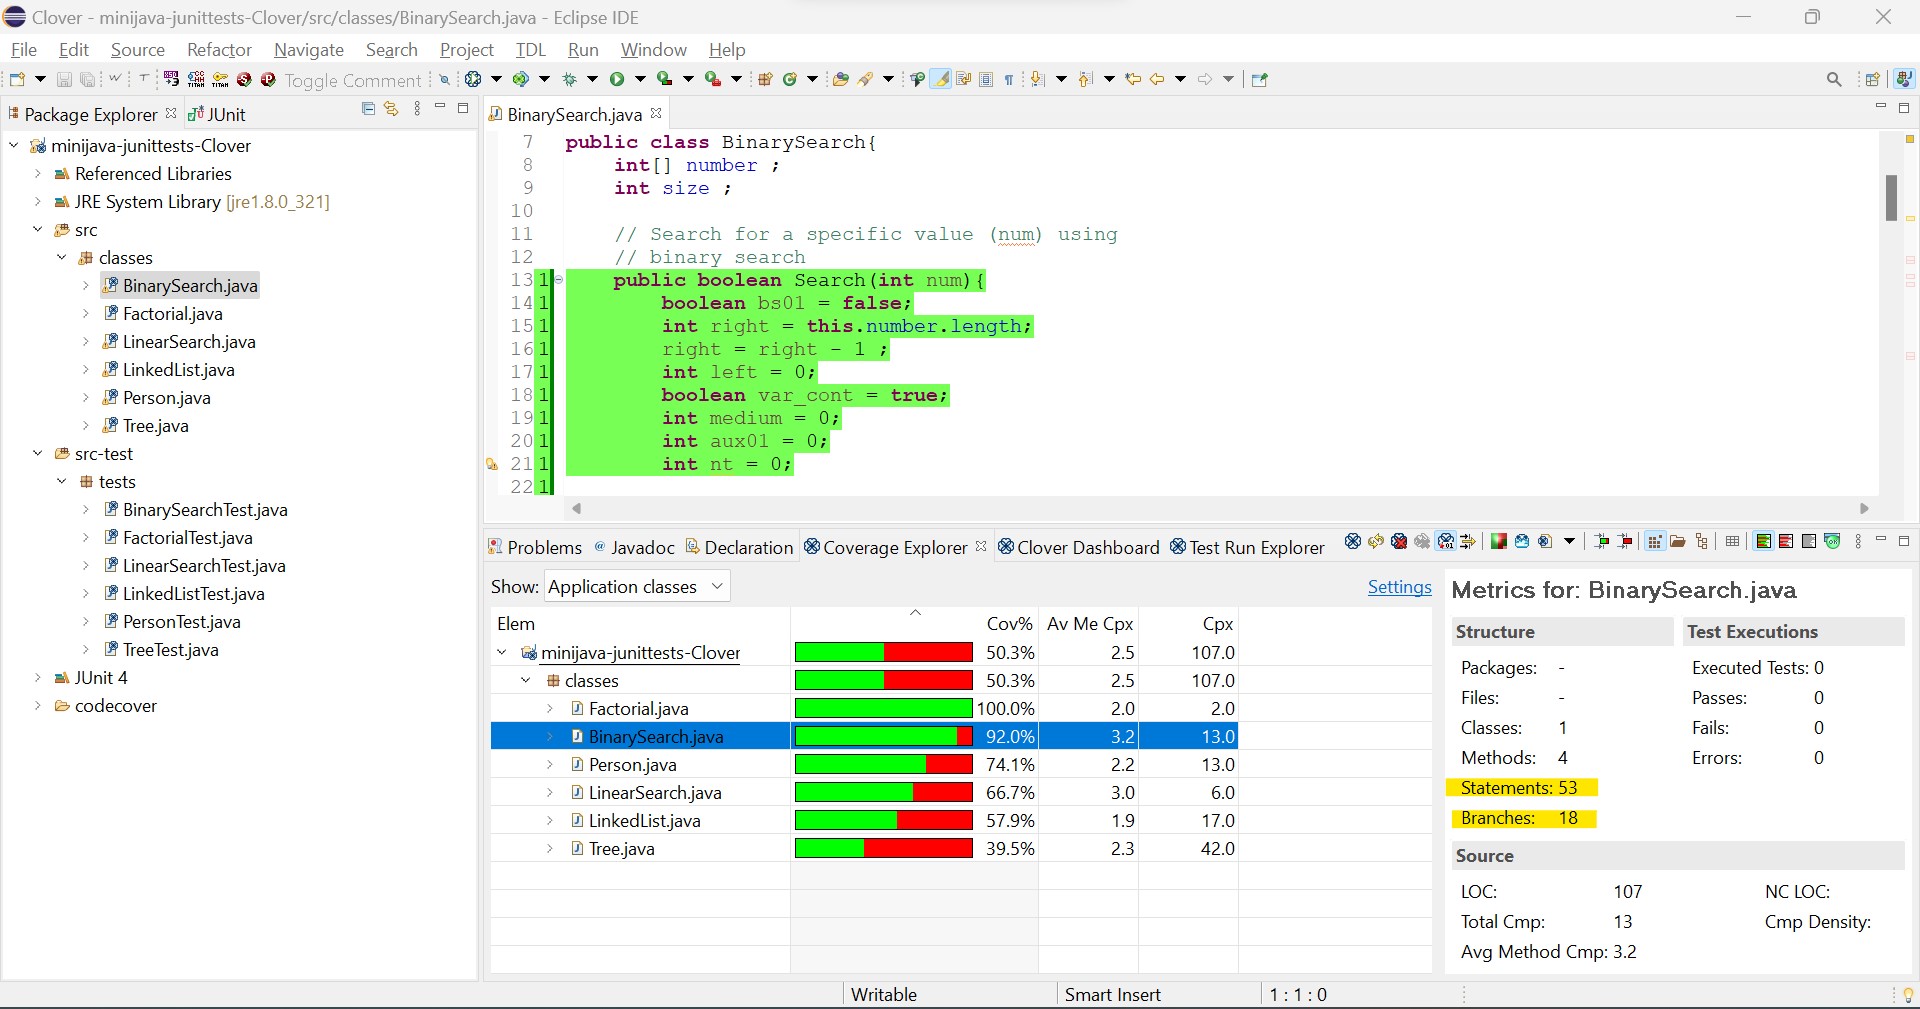 Clover - minijava-junittests-Clover/src/classes/BinarySearch.java - Eclipse IDE
File Edit Source Refactor Navigate Search Project TDL Run Window Help
Toggle Comment
Package Explorer JUnit
minijava-junittests-Clover
Referenced Libraries
JRE System Library [jre1.8.0_321]
src
classes
BinarySearch.java
Factorial.java
LinearSearch.java
LinkedList.java
Person.java
Tree.java
src-test
tests
BinarySearchTest.java
FactorialTest.java
LinearSearchTest.java
LinkedListTest.java
PersonTest.java
TreeTest.java
JUnit 4
codecover
BinarySearch.java
7 public class BinarySearch{
8 int[] number ;
9 int size ;
10
11 // Search for a specific value (num) using
12 // binary search
13 1 public boolean Search(int num){
14 1 boolean bs01 = false;
15 1 int right = this.number.length;
16 1 right = right - 1 ;
17 1 int left = 0;
18 1 boolean var_cont = true;
19 1 int medium = 0;
20 1 int aux01 = 0;
21 1 int nt = 0;
22 1
Problems Javadoc Declaration Coverage Explorer Clover Dashboard Test Run Explorer
Show: Application classes Settings
Elem Cov% Av Me Cpx Cpx
minijava-junittests-Clover 50.3% 2.5 107.0
classes 50.3% 2.5 107.0
Factorial.java 100.0% 2.0 2.0
BinarySearch.java 92.0% 3.2 13.0
Person.java 74.1% 2.2 13.0
LinearSearch.java 66.7% 3.0 6.0
LinkedList.java 57.9% 1.9 17.0
Tree.java 39.5% 2.3 42.0
Metrics for: BinarySearch.java
Structure
Packages: -
Files: -
Classes: 1
Methods: 4
Statements: 53
Branches: 18
Test Executions
Executed Tests: 0
Passes: 0
Fails: 0
Errors: 0
Source
LOC: 107 NC LOC:
Total Cmp: 13 Cmp Density:
Avg Method Cmp: 3.2
Writable Smart Insert 1 : 1 : 0